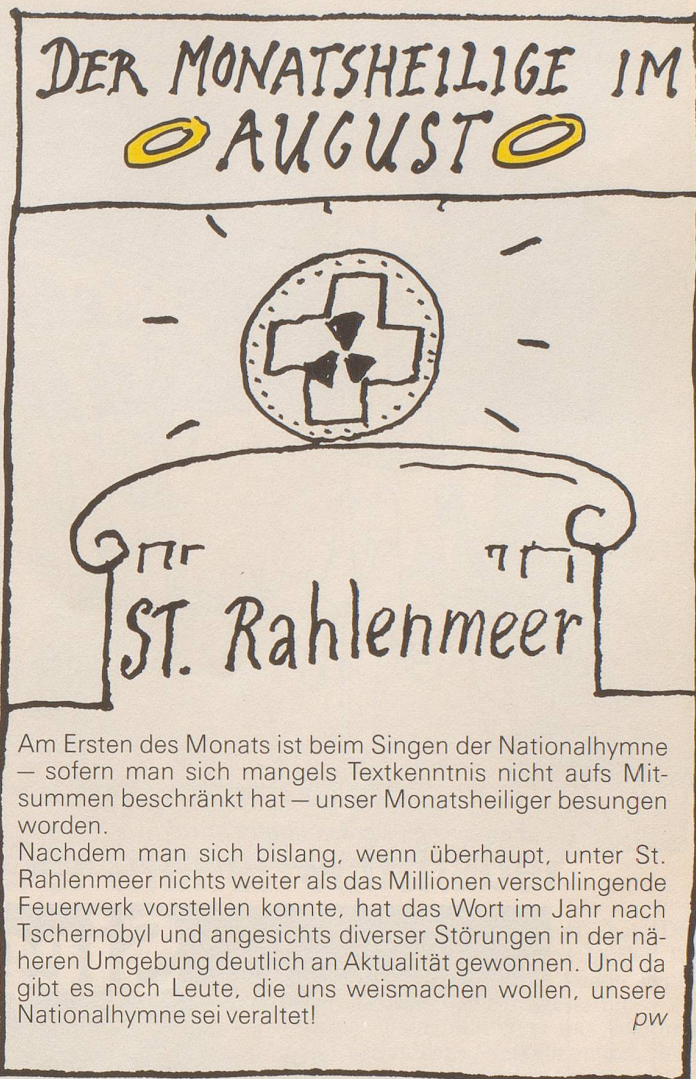 DER MONATSHEILIGE IM
AUGUST
ST. Rahlenmeer
Am Ersten des Monats ist beim Singen der Nationalhymne
— sofern man sich mangels Textkenntnis nicht aufs Mit-
summen beschränkt hat — unser Monatsheiliger besungen
worden.
Nachdem man sich bislang, wenn überhaupt, unter St.
Rahlenmeer nichts weiter als das Millionen verschlingende
Feuerwerk vorstellen konnte, hat das Wort im Jahr nach
Tschernobyl und angesichts diverser Störungen in der nä-
heren Umgebung deutlich an Aktualität gewonnen. Und da
gibt es noch Leute, die uns weismachen wollen, unsere
Nationalhymne sei veraltet! pw